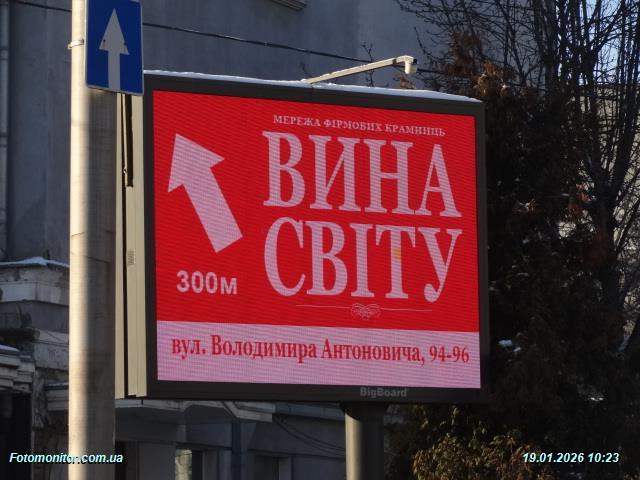 МЕРЕЖА ФІРМОВИХ КРАМНИЦЬ
ВИНА
СВІТУ
300м
вул. Володимира Антоновича, 94-96
BigBoard
Fotomonitor.com.ua
19.01.2026 10:23